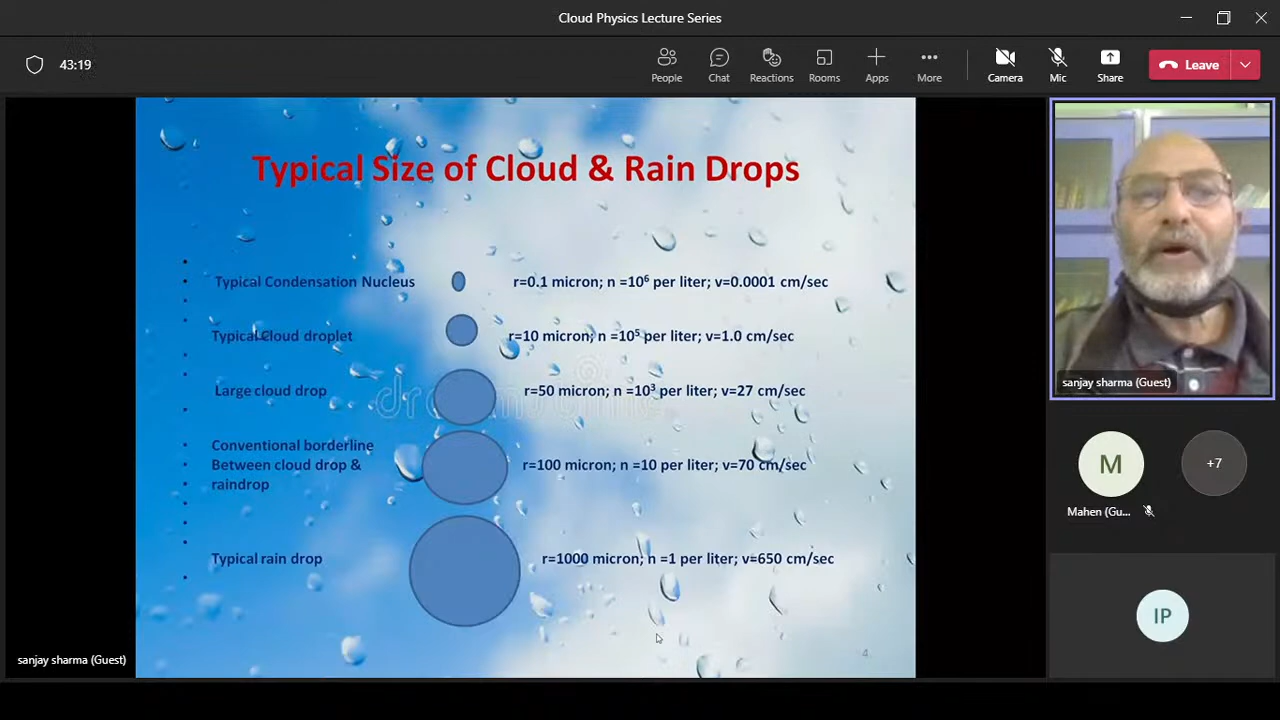 Cloud Physics Lecture Series
43:19
People
Chat
Reactions
Rooms
Apps
More
Camera
Mic
Share
Leave
Typical Size of Cloud & Rain Drops
Typical Condensation Nucleus r=0.1 micron; n =10⁶ per liter; v=0.0001 cm/sec
Typical Cloud droplet r=10 micron; n =10⁵ per liter; v=1.0 cm/sec
Large cloud drop r=50 micron; n =10³ per liter; v=27 cm/sec
Conventional borderline
Between cloud drop & r=100 micron; n =10 per liter; v=70 cm/sec
raindrop
Typical rain drop r=1000 micron; n =1 per liter; v=650 cm/sec
4
sanjay sharma (Guest)
sanjay sharma (Guest)
M
Mahen (Gu...
+7
IP